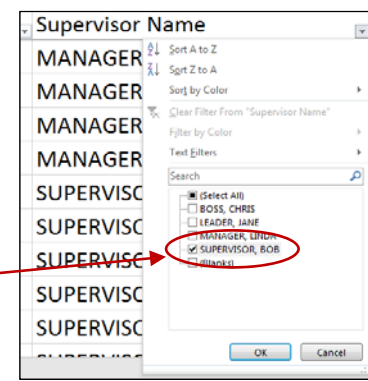 Supervisor Name
MANAGER
MANAGER
MANAGER
MANAGER
SUPERVISO
SUPERVISO
SUPERVISO
SUPERVISO
SUPERVISO
Sort A to Z
Sort Z to A
Sort by Color
Clear Filter From "Supervisor Name"
Filter by Color
Text Filters
Search
(Select All)
BOSS, CHRIS
LEADER, JANE
MANAGER, LINDA
SUPERVISOR, BOB
(Blanks)
OK Cancel